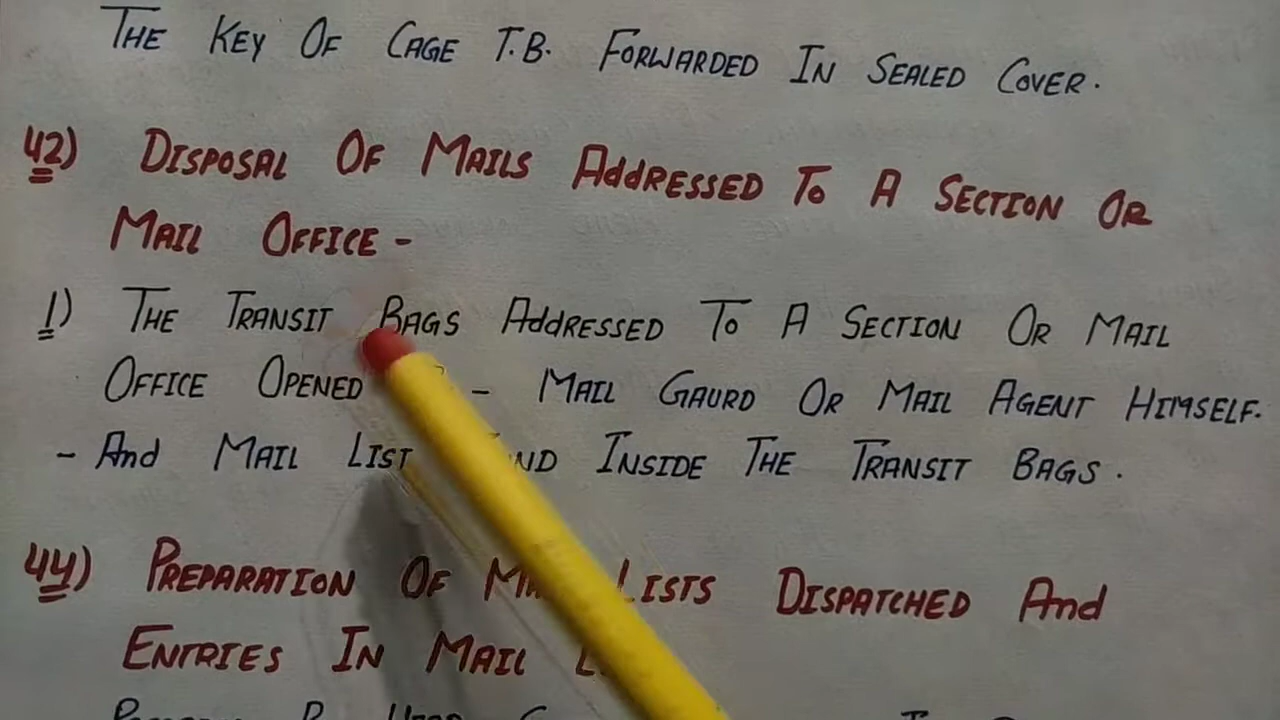 THE KEY OF CAGE T.B. FORWARDED IN SEALED COVER.
42) DISPOSAL OF MAILS ADDRESSED TO A SECTION OR
MAIL OFFICE -
1) THE TRANSIT BAGS ADDRESSED TO A SECTION OR MAIL
OFFICE OPENED - MAIL GAURD OR MAIL AGENT HIMSELF.
- And MAIL LIST INSIDE THE TRANSIT BAGS.
44) PREPARATION OF LISTS DISPATCHED And
ENTRIES IN MAIL